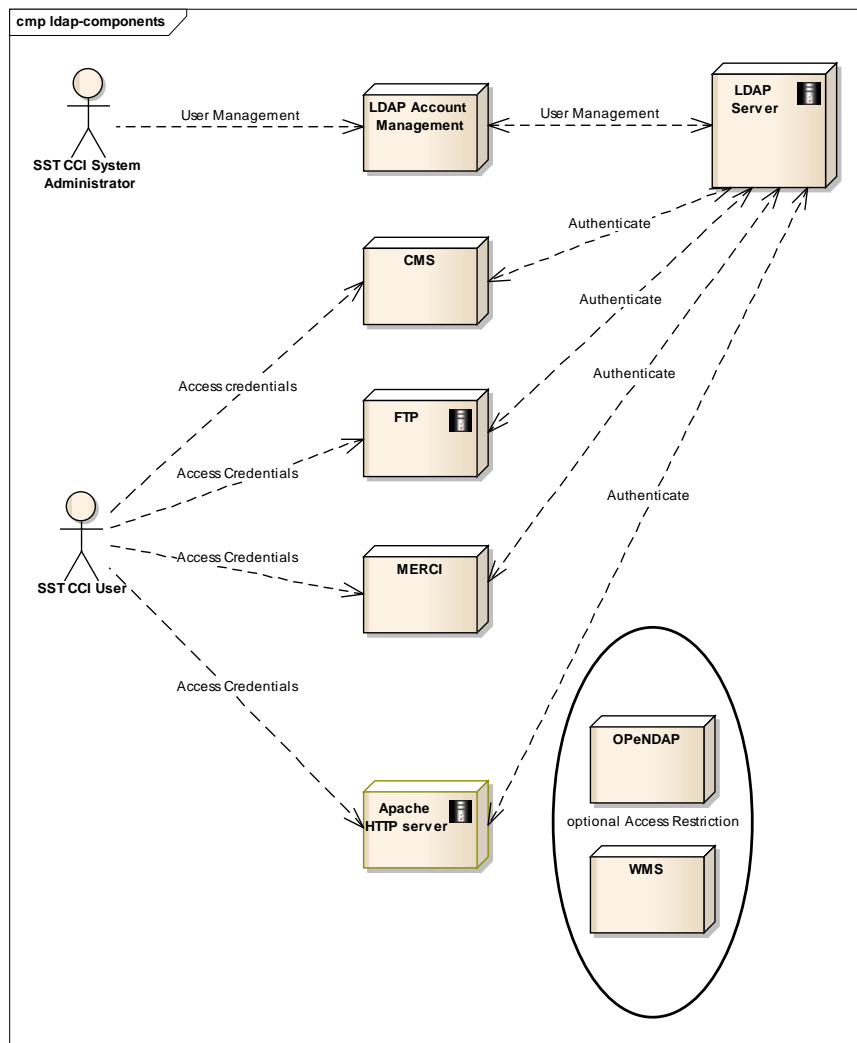 cmp ldap-components
User Management
User Management
LDAP Account
Management
LDAP
Server
SST CCI System
Administrator
Authenticate
CMS
Authenticate
Authenticate
Access credentials
FTP
Access Credentials
Authenticate
Access Credentials
MERCI
SST CCI User
Access Credentials
OPeNDAP
Apache
HTTP server
optional Access Restriction
WMS